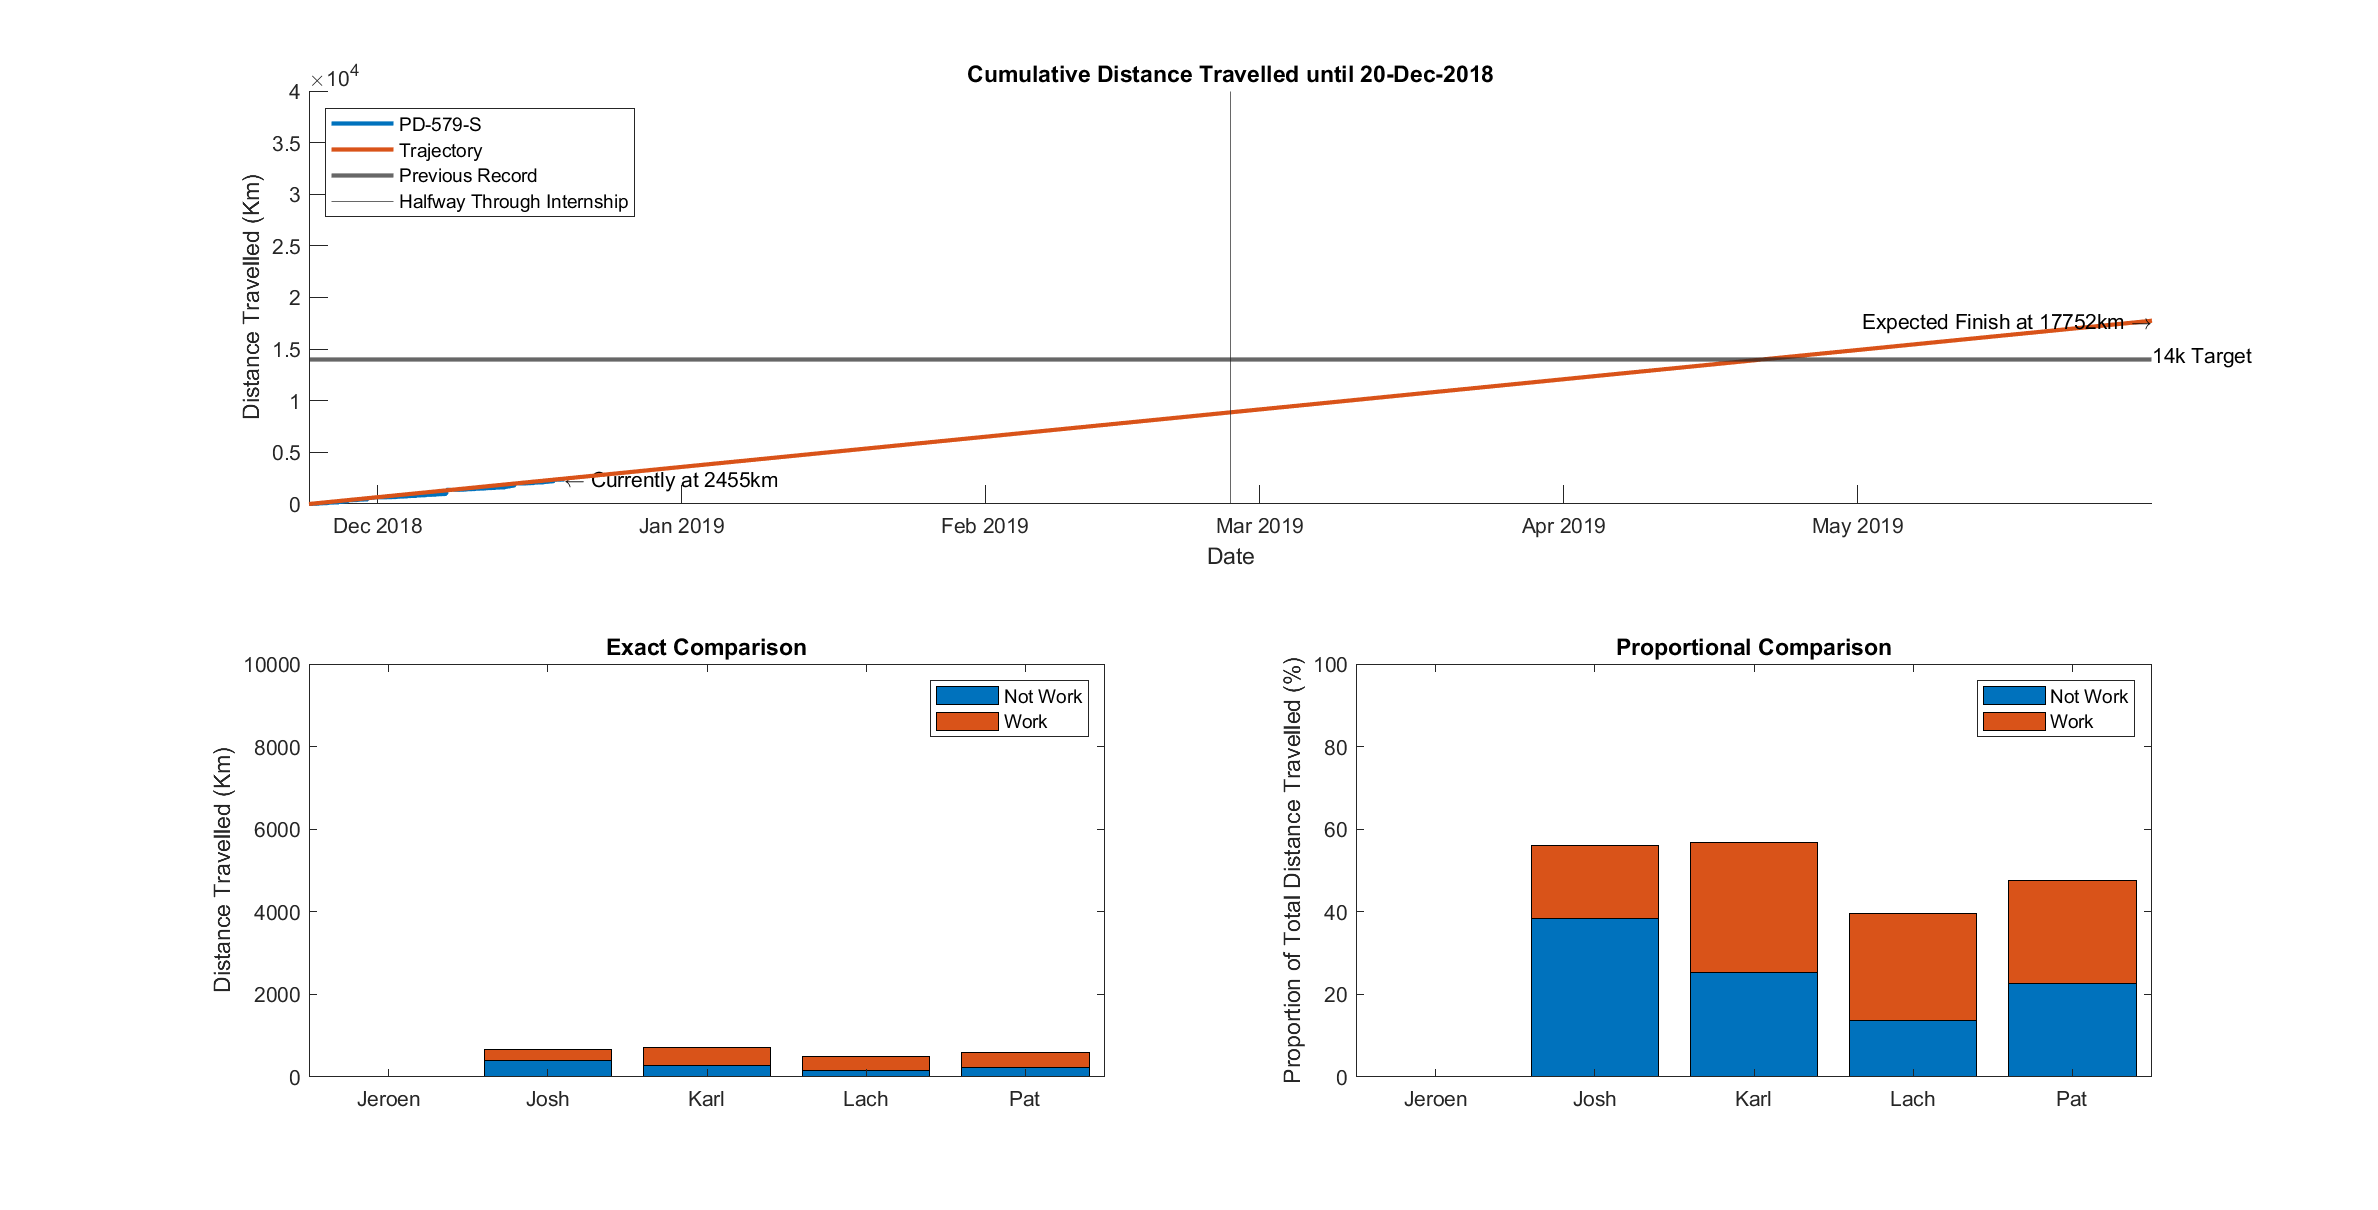 Cumulative Distance Travelled until 20-Dec-2018
×10⁴
4
3.5
3
2.5
2
1.5
1
0.5
0
Distance Travelled (Km)
PD-579-S
Trajectory
Previous Record
Halfway Through Internship
Expected Finish at 17752km →
14k Target
← Currently at 2455km
Dec 2018 Jan 2019 Feb 2019 Mar 2019 Apr 2019 May 2019
Date
Exact Comparison
10000
8000
6000
4000
2000
0
Distance Travelled (Km)
Not Work
Work
Jeroen Josh Karl Lach Pat
Proportional Comparison
100
80
60
40
20
0
Proportion of Total Distance Travelled (%)
Not Work
Work
Jeroen Josh Karl Lach Pat